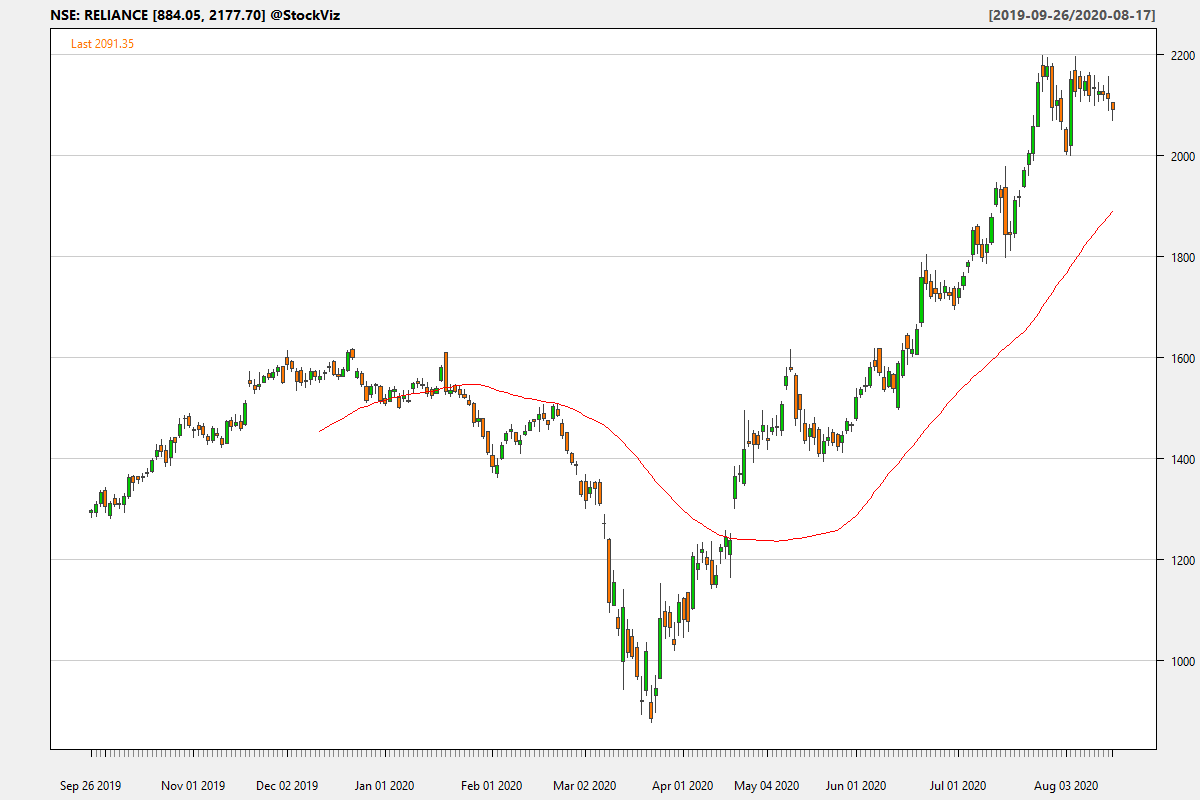 NSE: RELIANCE [884.05, 2177.70] @StockViz
[2019-09-26/2020-08-17]
Last 2091.35
2200
2000
1800
1600
1400
1200
1000
Sep 26 2019
Nov 01 2019
Dec 02 2019
Jan 01 2020
Feb 01 2020
Mar 02 2020
Apr 01 2020
May 04 2020
Jun 01 2020
Jul 01 2020
Aug 03 2020